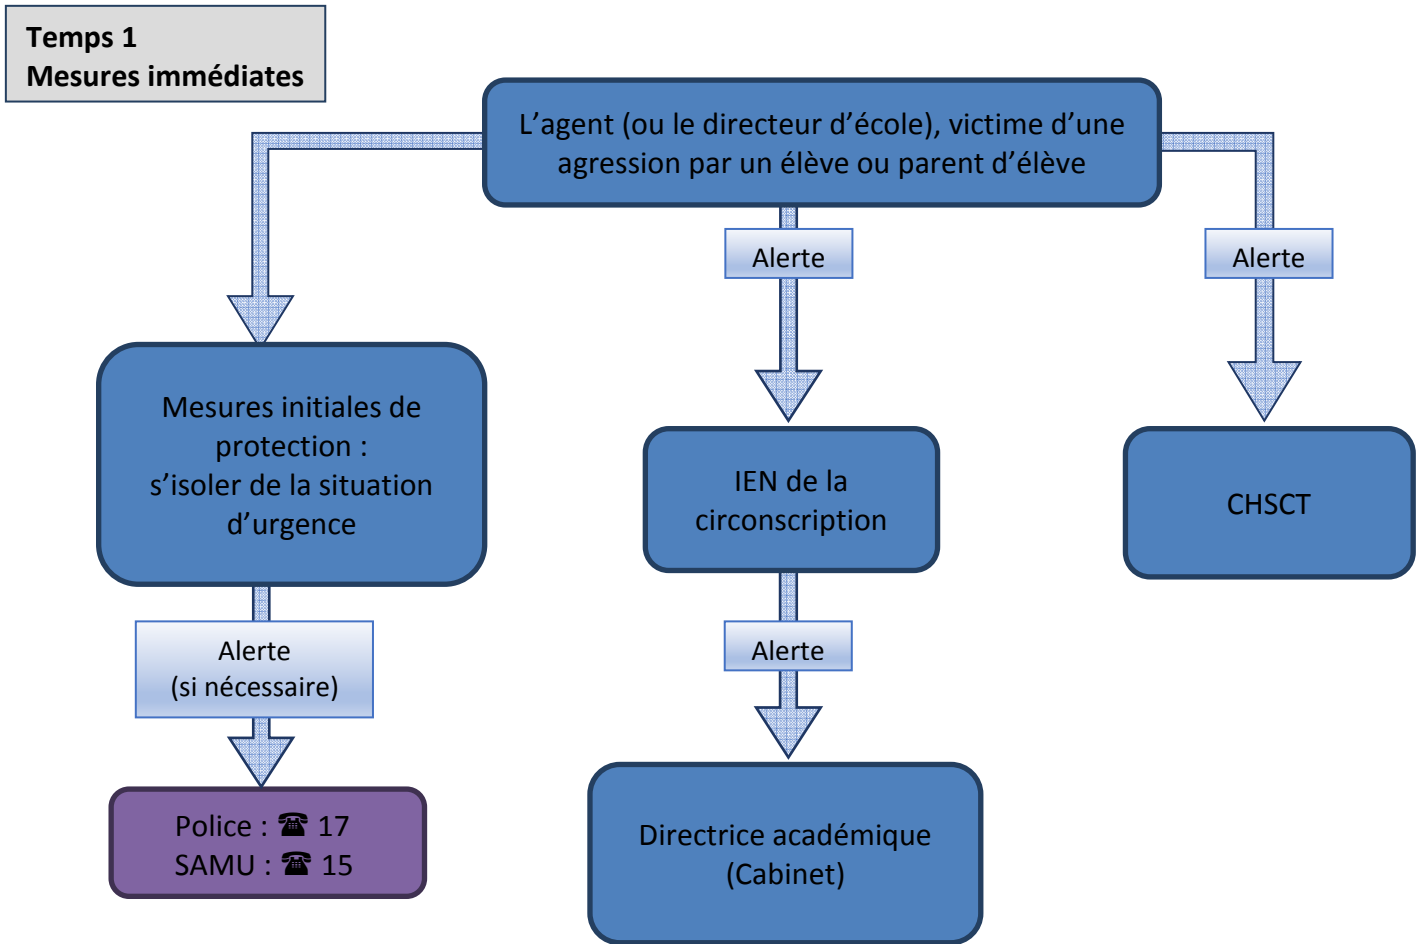 Temps 1
Mesures immédiates
L’agent (ou le directeur d’école), victime d’une
agression par un élève ou parent d’élève
Alerte
Alerte
Mesures initiales de
protection :
s’isoler de la situation
d’urgence
IEN de la
circonscription
CHSCT
Alerte
(si nécessaire)
Alerte
Police : ☎ 17
SAMU : ☎ 15
Directrice académique
(Cabinet)